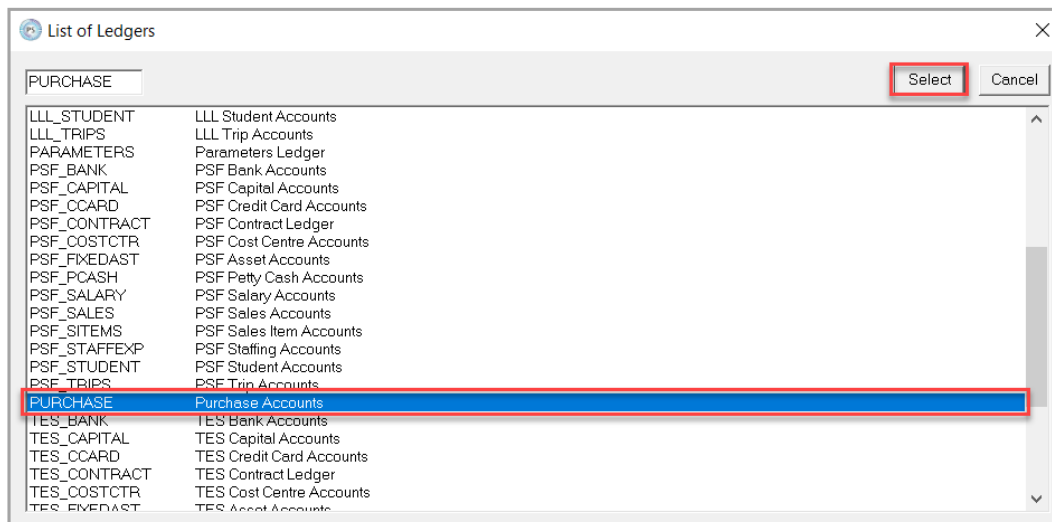 List of Ledgers
PURCHASE Select Cancel
LLL_STUDENT LLL Student Accounts
LLL_TRIPS LLL Trip Accounts
PARAMETERS Parameters Ledger
PSF_BANK PSF Bank Accounts
PSF_CAPITAL PSF Capital Accounts
PSF_CCARD PSF Credit Card Accounts
PSF_CONTRACT PSF Contract Ledger
PSF_COSTCTR PSF Cost Centre Accounts
PSF_FIXEDAST PSF Asset Accounts
PSF_PCASH PSF Petty Cash Accounts
PSF_SALARY PSF Salary Accounts
PSF_SALES PSF Sales Accounts
PSF_SITEMS PSF Sales Item Accounts
PSF_STAFFEXP PSF Staffing Accounts
PSF_STUDENT PSF Student Accounts
PSF_TRIPS PSF Trip Accounts
PURCHASE Purchase Accounts
TES_BANK TES Bank Accounts
TES_CAPITAL TES Capital Accounts
TES_CCARD TES Credit Card Accounts
TES_CONTRACT TES Contract Ledger
TES_COSTCTR TES Cost Centre Accounts
TES_FIXEDAST TES Asset Accounts